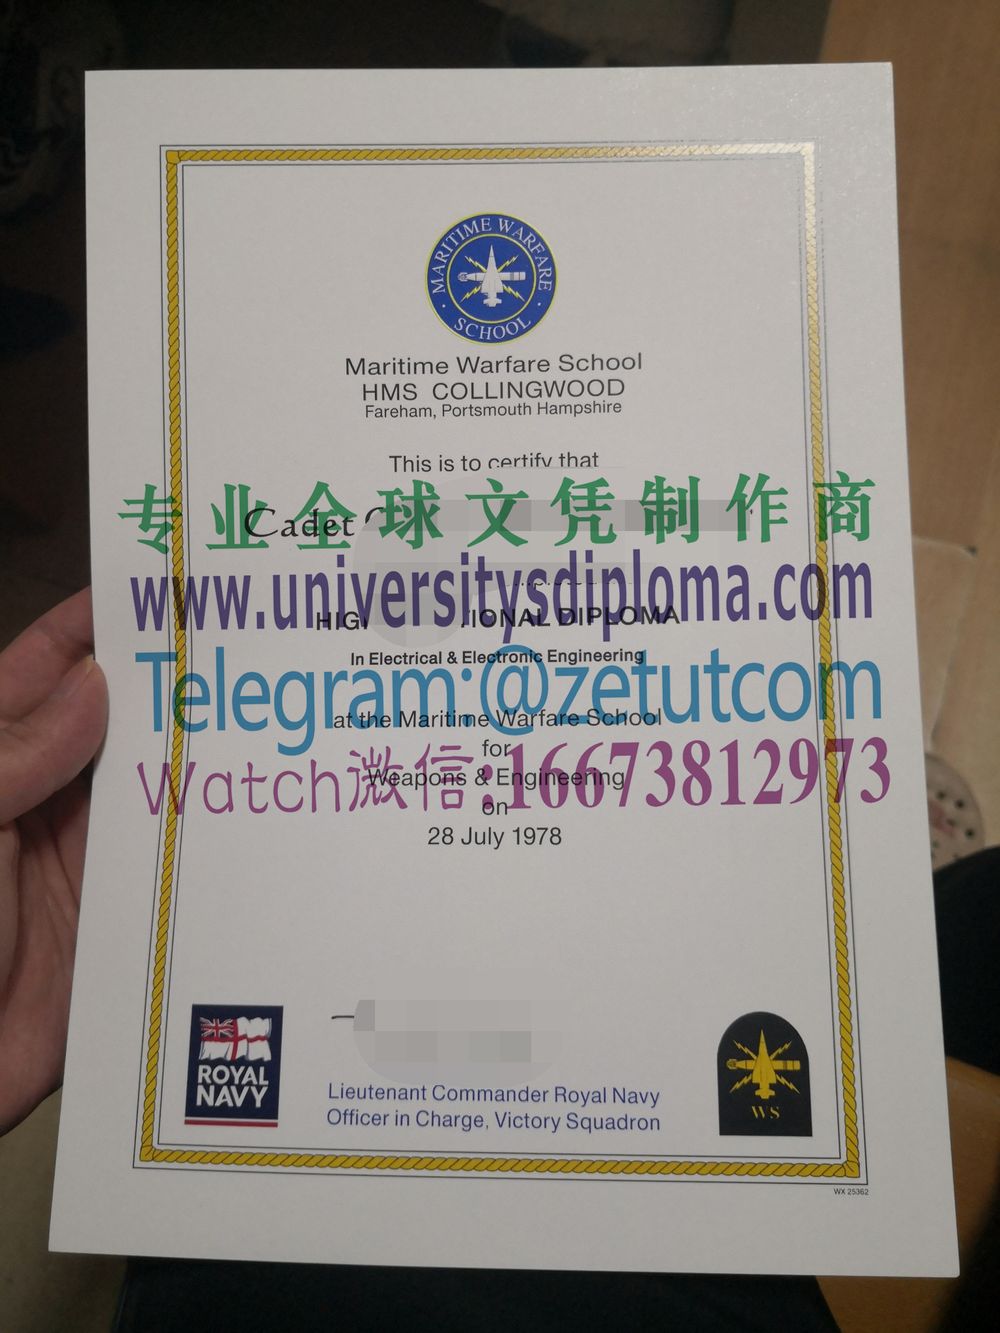 MARITIME WARFARE
SCHOOL
Maritime Warfare School
HMS COLLINGWOOD
Fareham, Portsmouth Hampshire
This is to certify that
专业全球文凭制作商
Cadet
www.universitysdiploma.com
DIPLOMA
In Electrical & Electronic Engineering
Telegram:@zetutcom
at the Maritime Warfare School
for
Watch微信:16673812973
Weapons & Engineering
on
28 July 1978
ROYAL
NAVY
Lieutenant Commander Royal Navy
Officer in Charge, Victory Squadron
WS
WX 25362